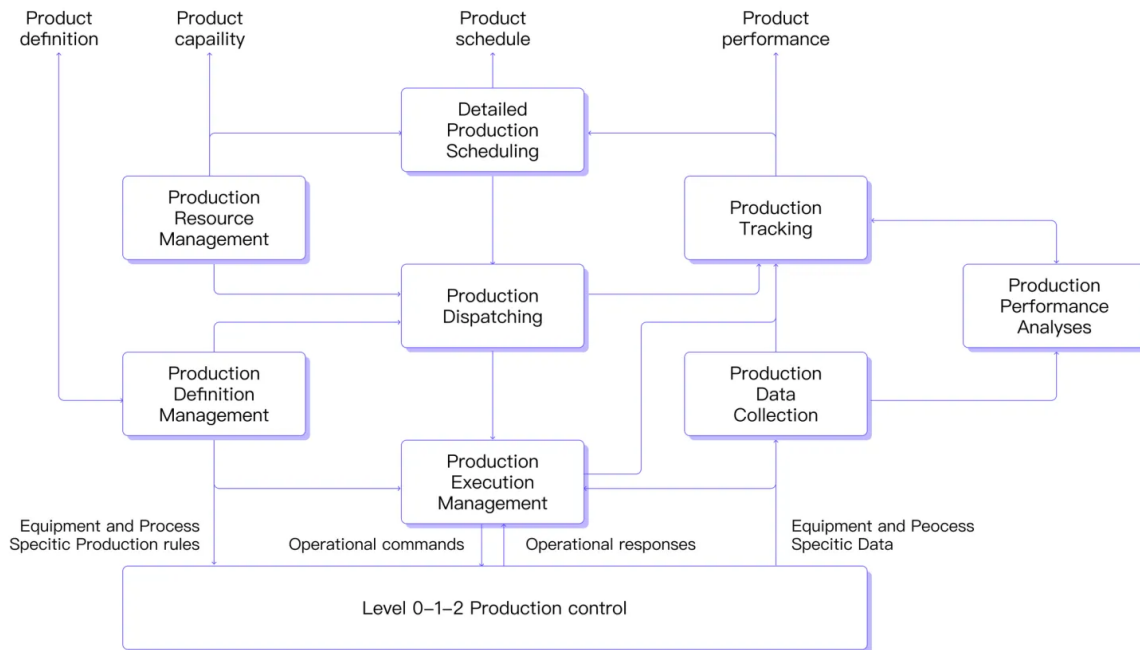 Product
definition
Product
capaility
Product
schedule
Product
performance
Detailed
Production
Scheduling
Production
Resource
Management
Production
Tracking
Production
Dispatching
Production
Performance
Analyses
Production
Definition
Management
Production
Data
Collection
Production
Execution
Management
Equipment and Process
Specitic Production rules
Operational commands
Operational responses
Equipment and Peocess
Specitic Data
Level 0–1–2 Production control